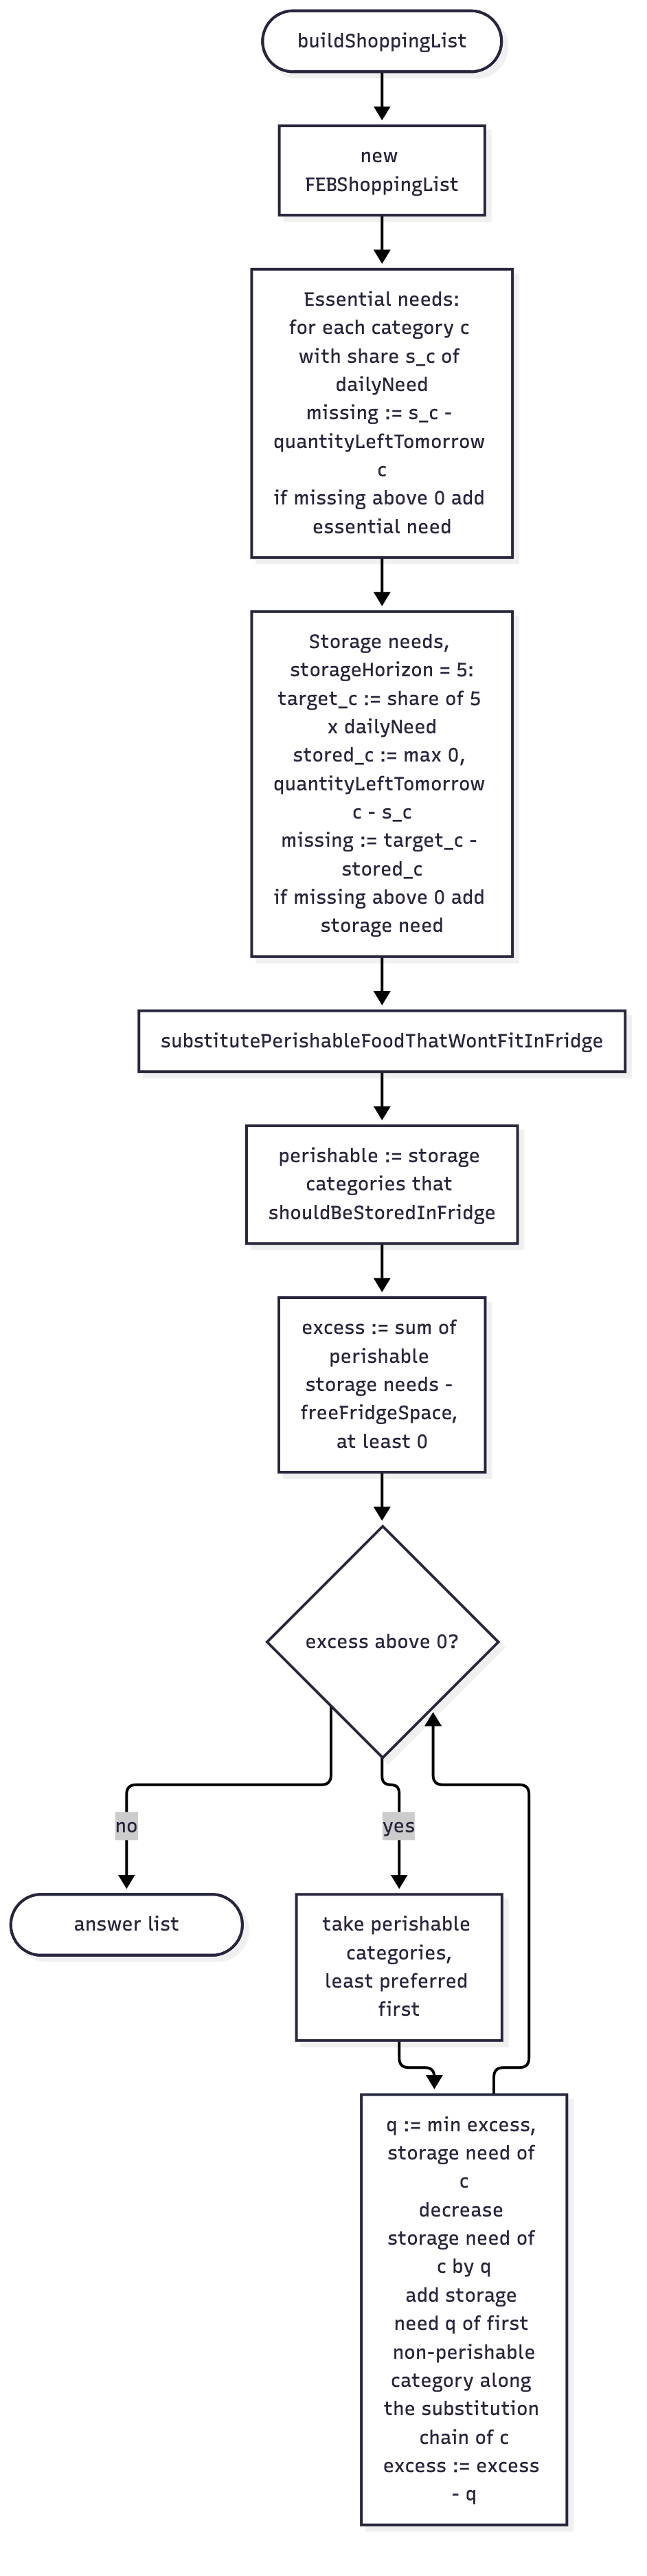 buildShoppingList
new
FEBShoppingList
Essential needs:
for each category c
with share s_c of
dailyNeed
missing := s_c -
quantityLeftTomorrow
c
if missing above 0 add
essential need
Storage needs,
storageHorizon = 5:
target_c := share of 5
x dailyNeed
stored_c := max 0,
quantityLeftTomorrow
c - s_c
missing := target_c -
stored_c
if missing above 0 add
storage need
substitutePerishableFoodThatWontFitInFridge
perishable := storage
categories that
shouldBeStoredInFridge
excess := sum of
perishable
storage needs -
freeFridgeSpace,
at least 0
excess above 0?
no
yes
answer list
take perishable
categories,
least preferred
first
q := min excess,
storage need of
c
decrease
storage need of
c by q
add storage
need q of first
non-perishable
category along
the substitution
chain of c
excess := excess
- q